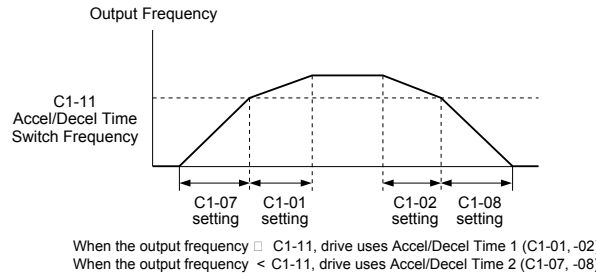 Output Frequency
C1-11
Accel/Decel Time
Switch Frequency
C1-07
setting
C1-01
setting
C1-02
setting
C1-08
setting
When the output frequency □ C1-11, drive uses Accel/Decel Time 1 (C1-01, -02)
When the output frequency < C1-11, drive uses Accel/Decel Time 2 (C1-07, -08)